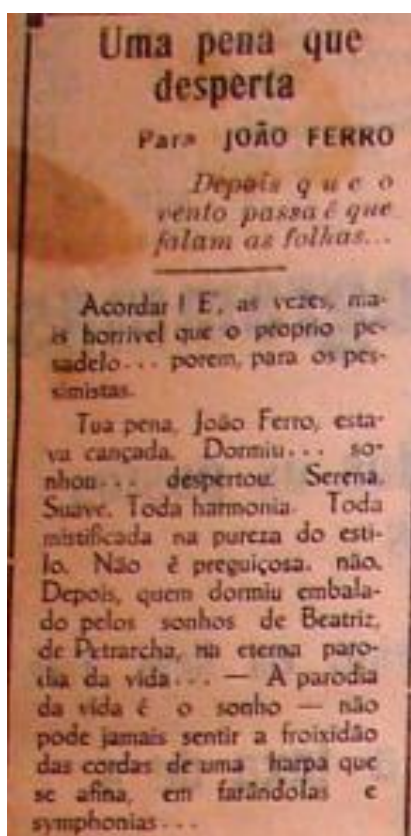 Uma pena que
desperta
Para JOÃO FERRO
Depois que o
vento passa é que
falam as folhas...
Acordar! E', as vezes, ma-
is horrivel que o proprio pe-
sadelo... porem, para os pes-
simistas.
Tua pena, João Ferro, esta-
va cançada. Dormiu... so-
nhou... despertou. Serena.
Suave. Toda harmonia. Toda
mistificada na pureza do esti-
lo. Não é preguiçosa. não.
Depois, quem dormiu embala-
do pelos sonhos de Beatriz,
de Petrarcha, na eterna paro-
dia da vida... — A parodia
da vida é o sonho — não
pode jamais sentir a froixidão
das cordas de uma harpa que
se afina, em farândolas e
symphonias...